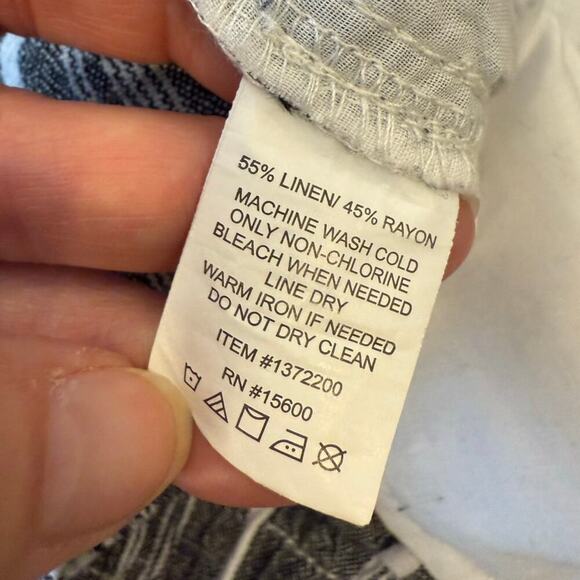 55% LINEN/ 45% RAYON
MACHINE WASH COLD
ONLY NON-CHLORINE
BLEACH WHEN NEEDED
LINE DRY
WARM IRON IF NEEDED
DO NOT DRY CLEAN
ITEM #1372200
RN #15600